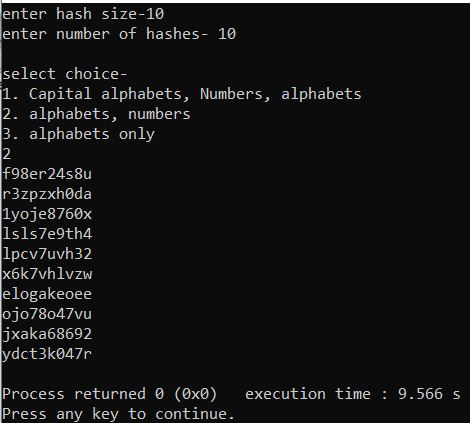 enter hash size-10
enter number of hashes- 10
select choice-
1. Capital alphabets, Numbers, alphabets
2. alphabets, numbers
3. alphabets only
2
f98er24s8u
r3zpzxh0da
1yoje8760x
lsls7e9th4
lpcv7uvh32
x6k7vhlvzw
elogakeoee
ojo78o47vu
jxaka68692
ydct3k047r
Process returned 0 (0x0)   execution time : 9.566 s
Press any key to continue.